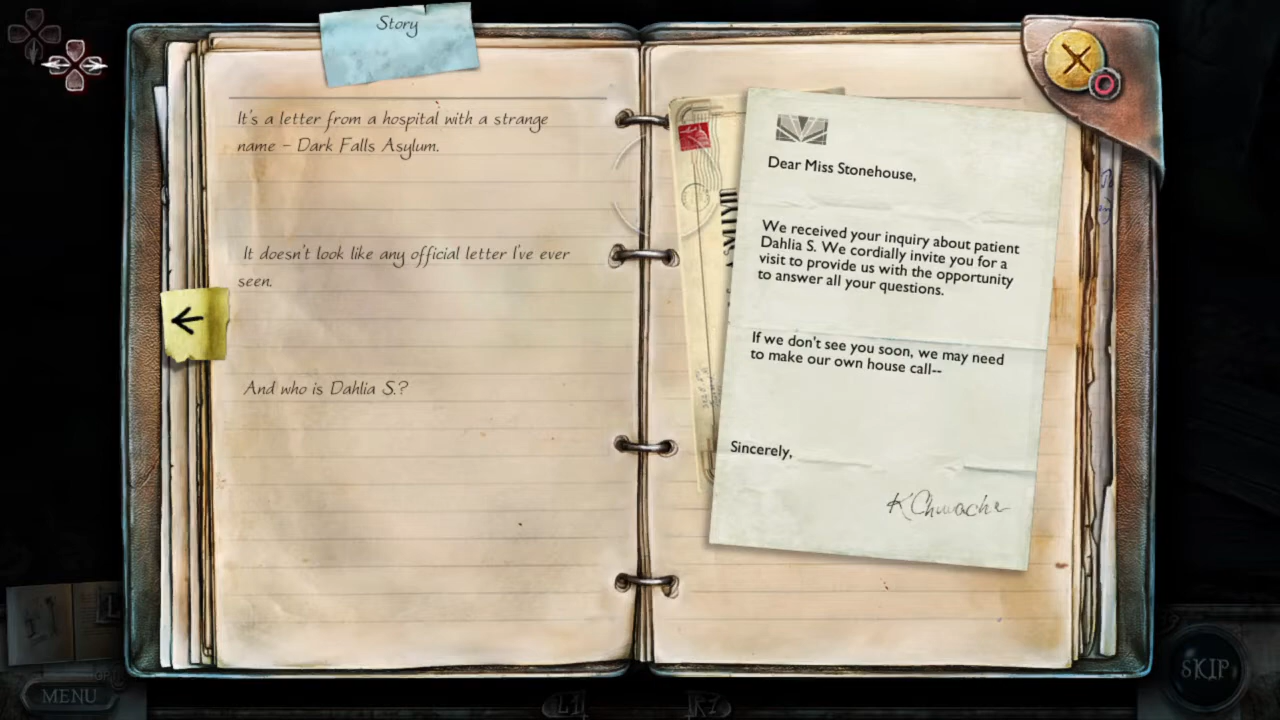 Story
It's a letter from a hospital with a strange
name - Dark Falls Asylum.
It doesn't look like any official letter I've ever
seen.
And who is Dahlia S.?
Dear Miss Stonehouse,
We received your inquiry about patient
Dahlia S. We cordially invite you for a
visit to provide us with the opportunity
to answer all your questions.
If we don't see you soon, we may need
to make our own house call--
Sincerely,
MENU
L1
SKIP